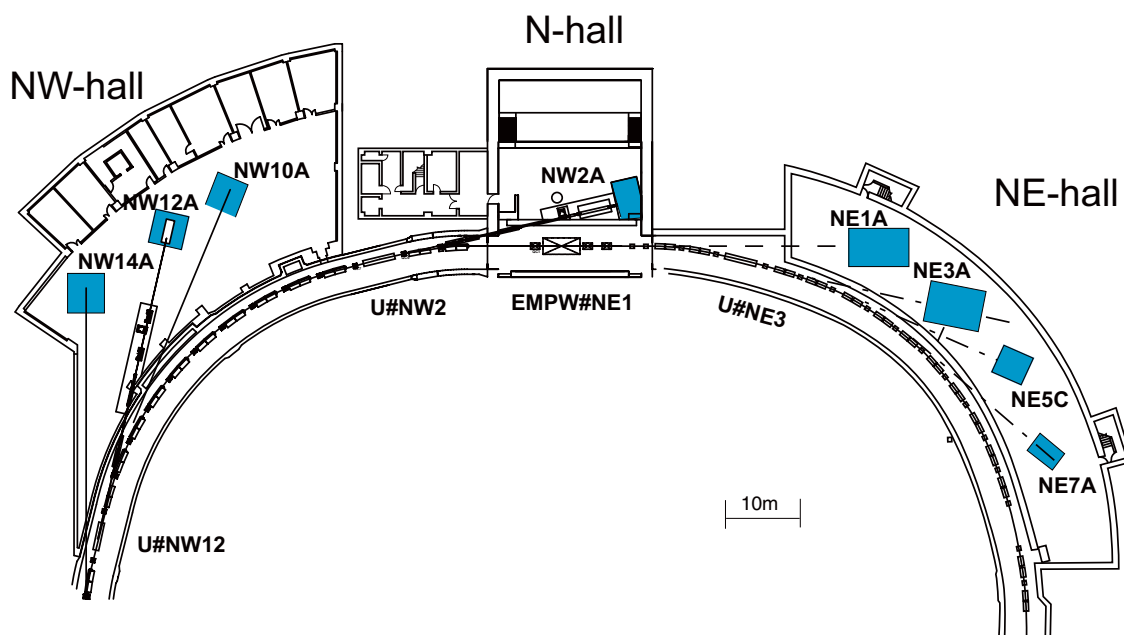 N-hall
NW-hall
NE-hall
NW10A
NW2A
NW12A
NE1A
NW14A
NE3A
U#NW2
EMPW#NE1
U#NE3
NE5C
NE7A
10m
U#NW12